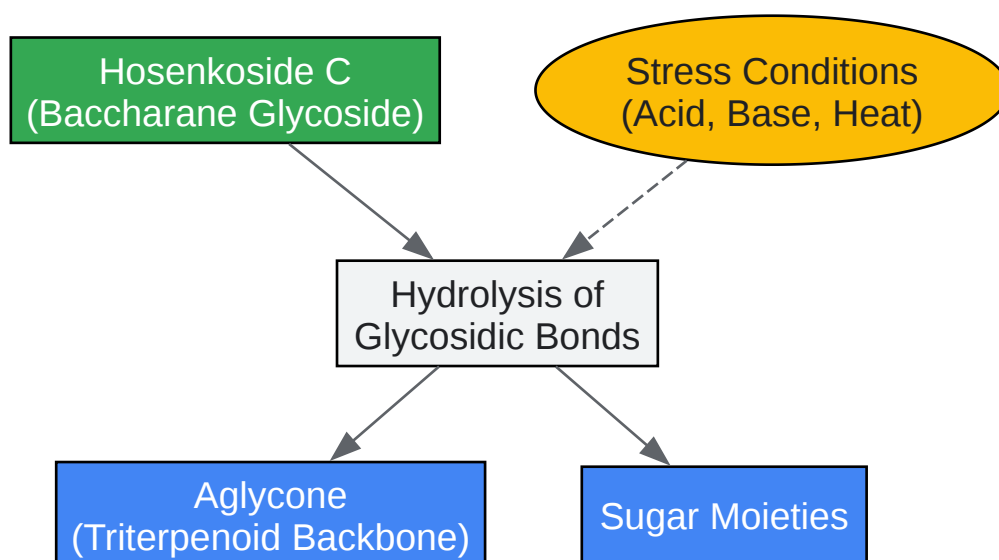 Hosenkoside C
(Baccharane Glycoside)
Stress Conditions
(Acid, Base, Heat)
Hydrolysis of
Glycosidic Bonds
Aglycone
(Triterpenoid Backbone)
Sugar Moieties